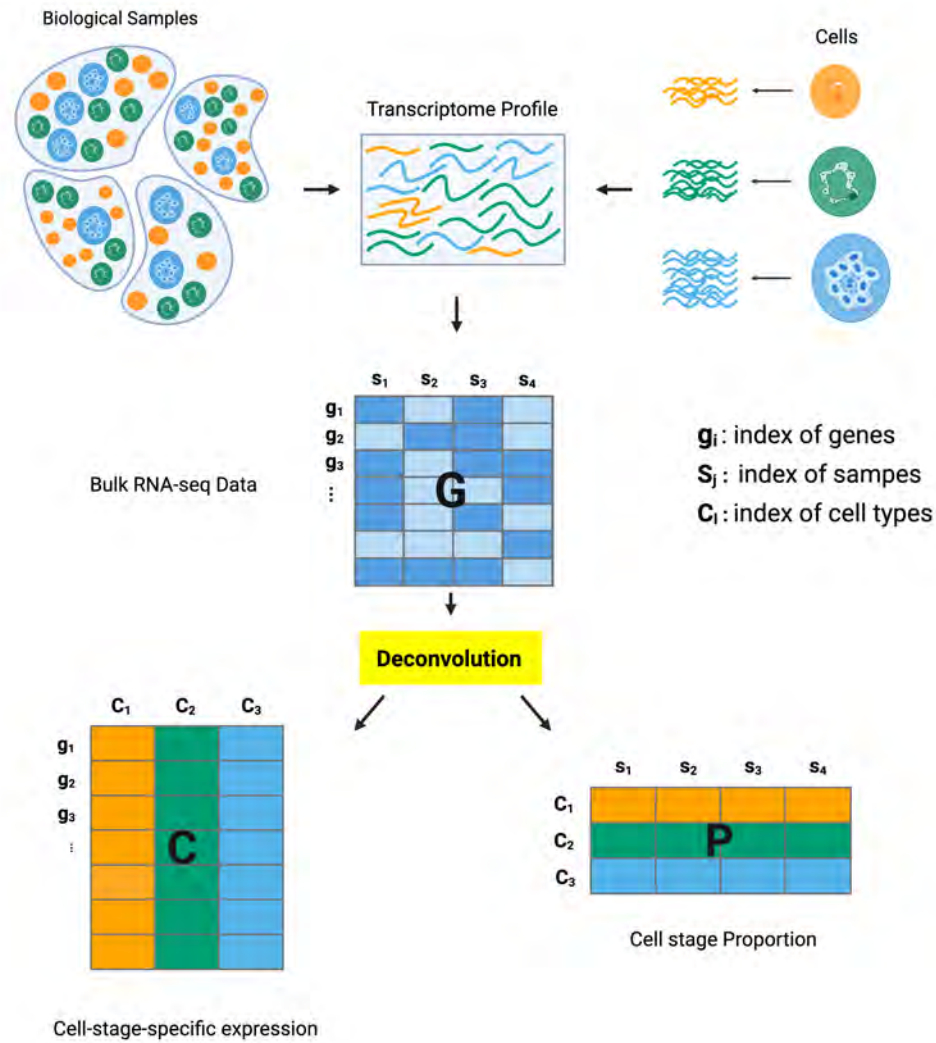 Biological Samples
Cells
Transcriptome Profile
s₁ s₂ s₃ s₄
g₁
g₂
g₃
⋮
G
Bulk RNA-seq Data
gᵢ : index of genes
Sⱼ : index of sampes
Cₗ : index of cell types
Deconvolution
C₁ C₂ C₃
g₁
g₂
g₃
⋮
C
Cell-stage-specific expression
s₁ s₂ s₃ s₄
C₁
C₂
C₃
P
Cell stage Proportion